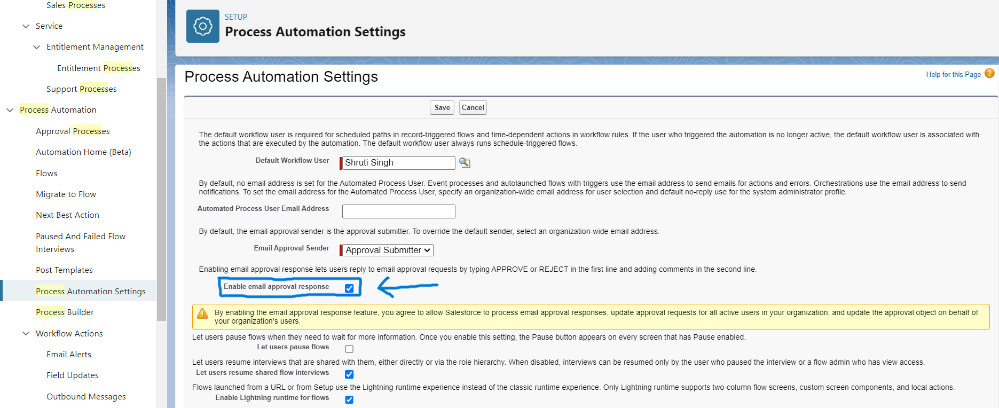 Sales Processes
Service
Entitlement Management
Entitlement Processes
Support Processes
Process Automation
Approval Processes
Automation Home (Beta)
Flows
Migrate to Flow
Next Best Action
Paused And Failed Flow
Interviews
Post Templates
Process Automation Settings
Process Builder
Workflow Actions
Email Alerts
Field Updates
Outbound Messages
SETUP
Process Automation Settings
Process Automation Settings
Help for this Page ?
Save Cancel
The default workflow user is required for scheduled paths in record-triggered flows and time-dependent actions in workflow rules. If the user who triggered the automation is no longer active, the default workflow user is associated with
the actions that are executed by the automation. The default workflow user always runs schedule-triggered flows.
Default Workflow User Shruti Singh
By default, no email address is set for the Automated Process User. Event processes and autolaunched flows with triggers use the email address to send emails for actions and errors. Orchestrations use the email address to send
notifications. To set the email address for the Automated Process User, specify an organization-wide email address for user selection and default no-reply use for the system administrator profile.
Automated Process User Email Address
By default, the email approval sender is the approval submitter. To override the default sender, select an organization-wide email address.
Email Approval Sender Approval Submitter
Enabling email approval response lets users reply to email approval requests by typing APPROVE or REJECT in the first line and adding comments in the second line.
Enable email approval response
By enabling the email approval response feature, you agree to allow Salesforce to process email approval responses, update approval requests for all active users in your organization, and update the approval object on behalf of
your organization's users.
Let users pause flows when they need to wait for more information. Once you enable this setting, the Pause button appears on every screen that has Pause enabled.
Let users pause flows
Let users resume interviews that are shared with them, either directly or via the role hierarchy. When disabled, interviews can be resumed only by the user who paused the interview or a flow admin who has view access.
Let users resume shared flow interviews
Flows launched from a URL or from Setup use the Lightning runtime experience instead of the classic runtime experience. Only Lightning runtime supports two-column flow screens, custom screen components, and local actions.
Enable Lightning runtime for flows